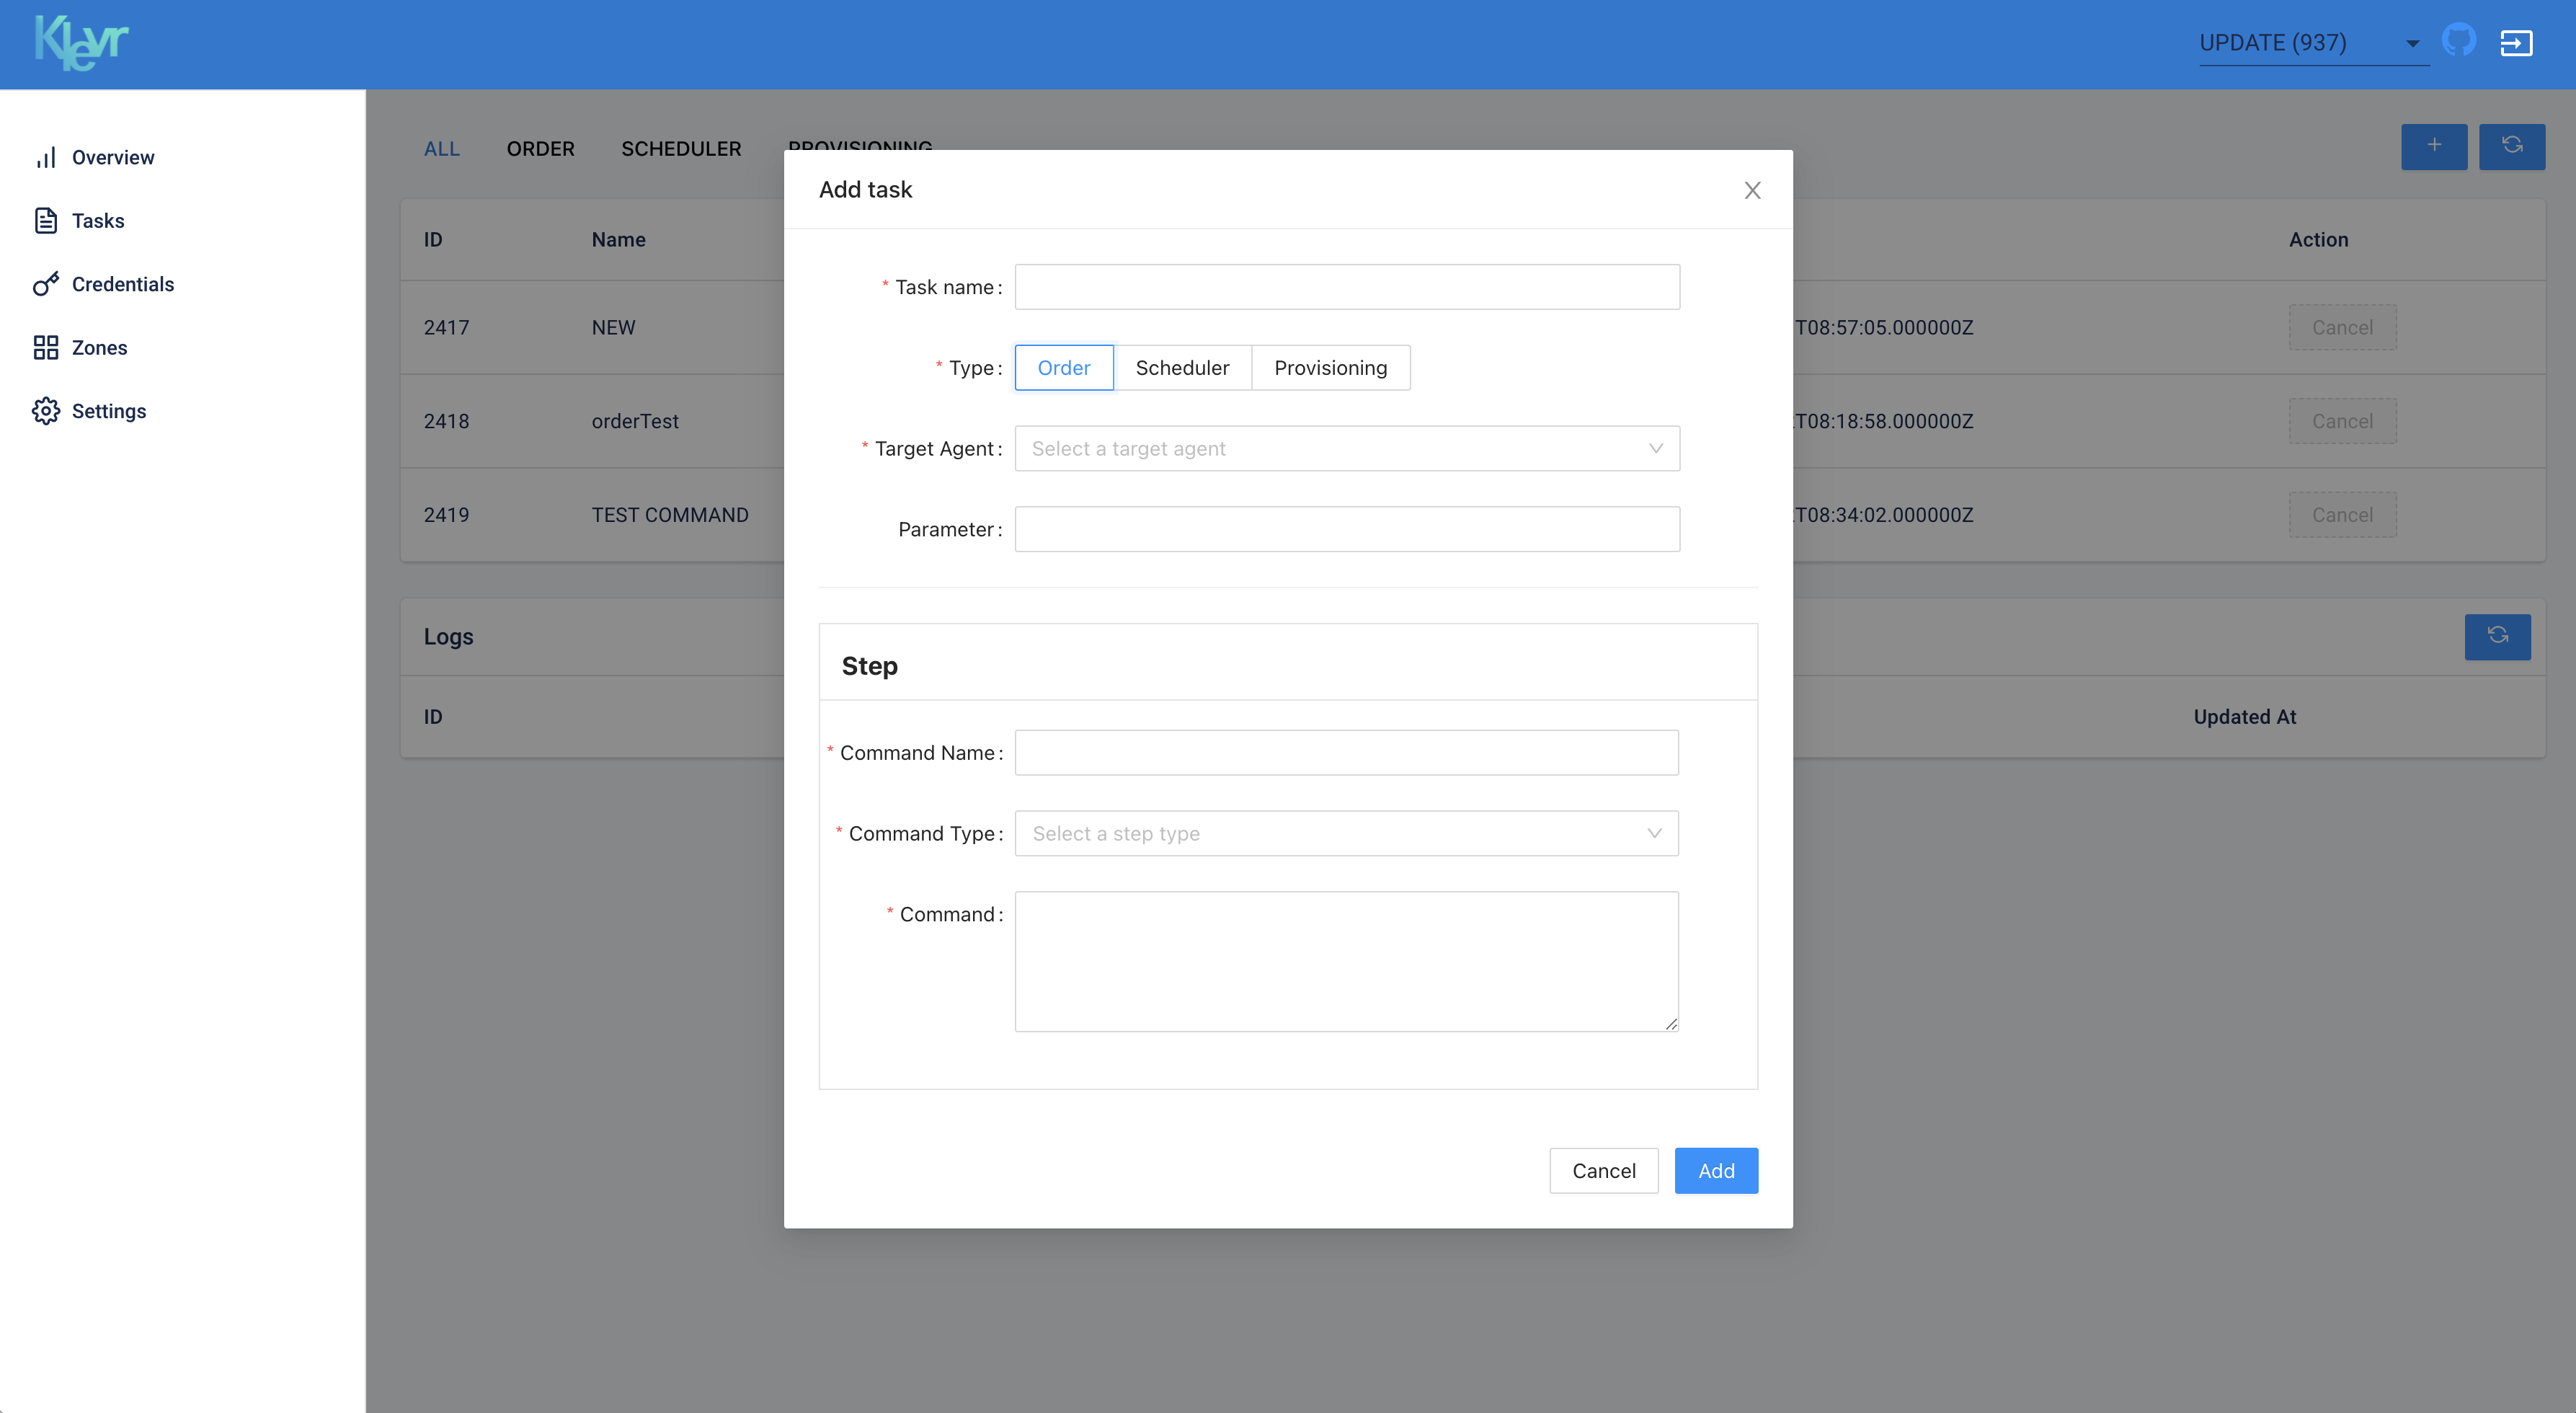 Klevr
UPDATE (937)
Overview
Tasks
Credentials
Zones
Settings
ALL ORDER SCHEDULER PROVISIONING
ID Name Action
2417 NEW T08:57:05.000000Z Cancel
2418 orderTest T08:18:58.000000Z Cancel
2419 TEST COMMAND T08:34:02.000000Z Cancel
Logs
ID Updated At
Add task
* Task name:
* Type: Order Scheduler Provisioning
* Target Agent: Select a target agent
Parameter:
Step
* Command Name:
* Command Type: Select a step type
* Command:
Cancel Add